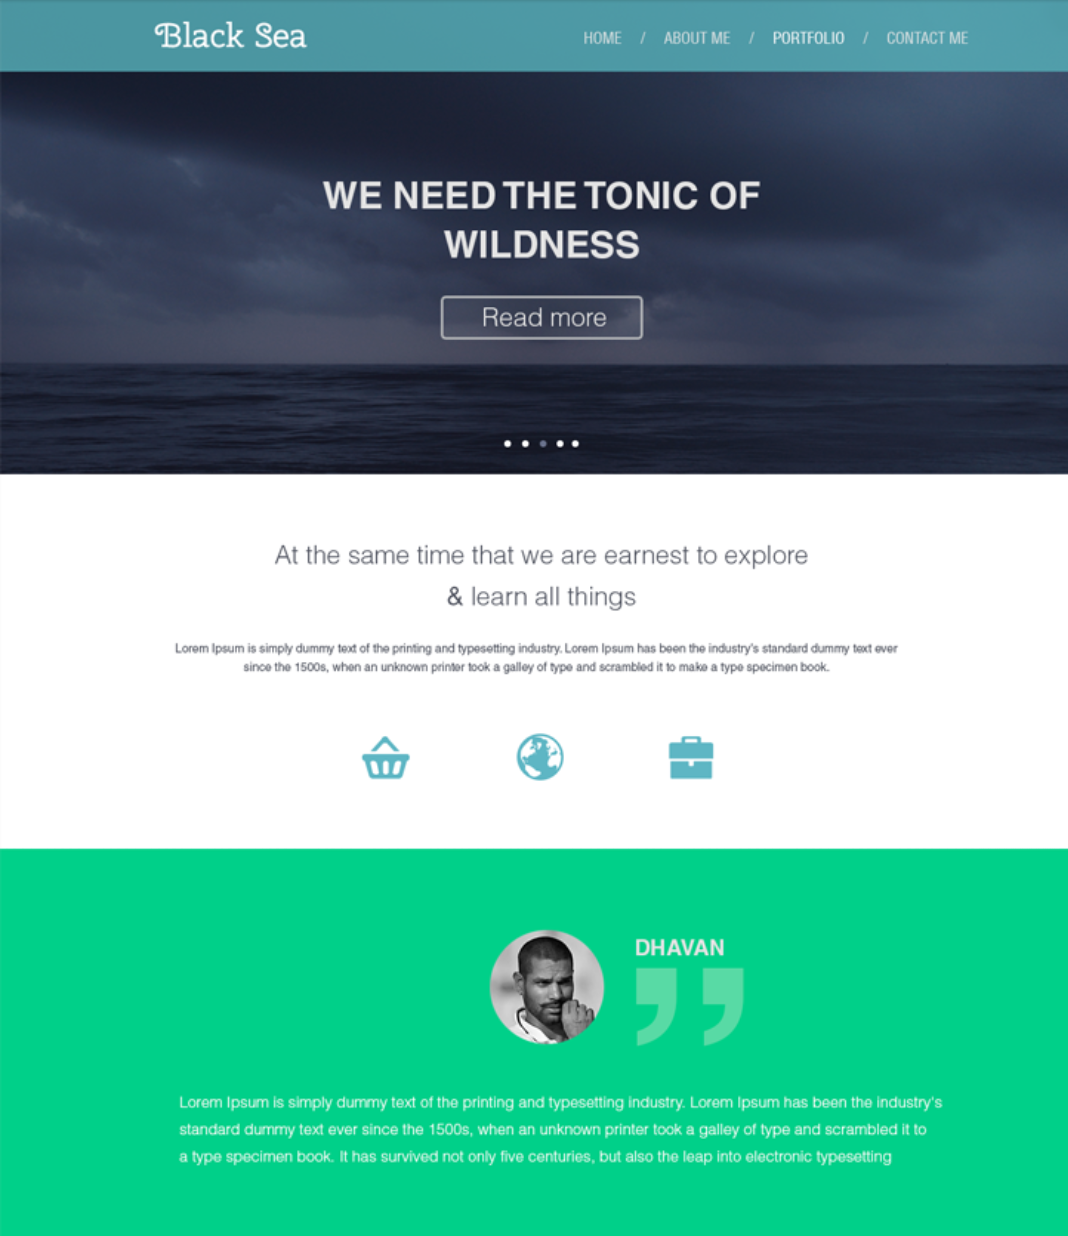 Black Sea
HOME / ABOUT ME / PORTFOLIO / CONTACT ME
WE NEED THE TONIC OF
WILDNESS
Read more
At the same time that we are earnest to explore
& learn all things
Lorem Ipsum is simply dummy text of the printing and typesetting industry. Lorem Ipsum has been the industry's standard dummy text ever
since the 1500s, when an unknown printer took a galley of type and scrambled it to make a type specimen book.
DHAVAN
Lorem Ipsum is simply dummy text of the printing and typesetting industry. Lorem Ipsum has been the industry's
standard dummy text ever since the 1500s, when an unknown printer took a galley of type and scrambled it to
a type specimen book. It has survived not only five centuries, but also the leap into electronic typesetting